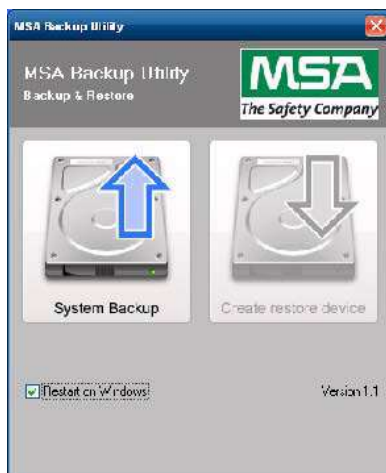 MSA Backup Utility
MSA Backup Utility
Backup & Restore
MSA
The Safety Company
System Backup
Create restore device
Restart on Windows
Version 1.1